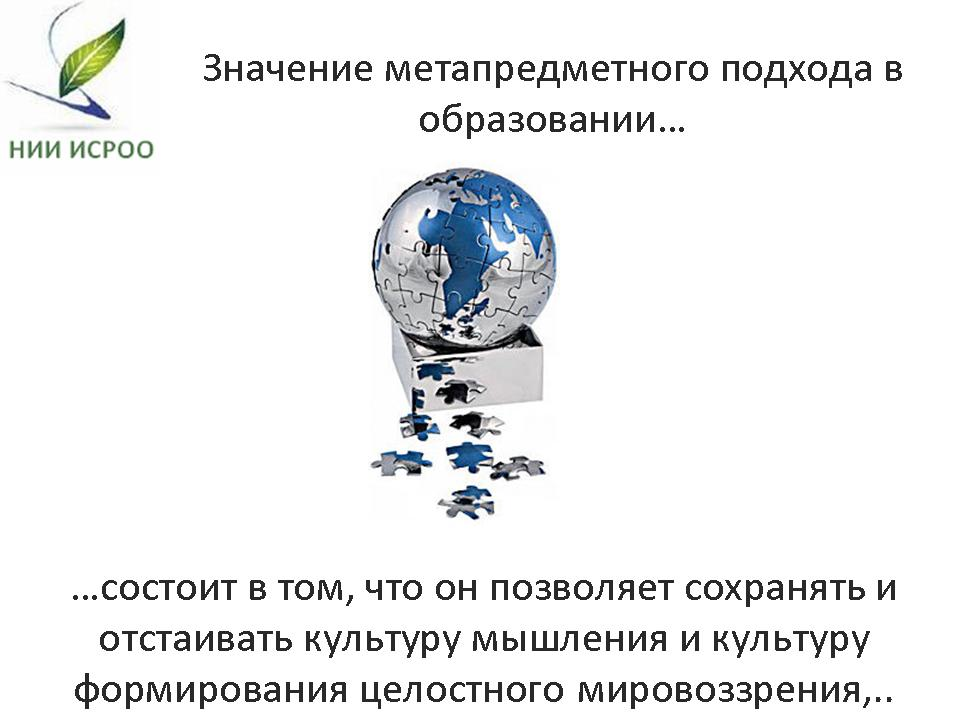 НИИ ИСРОО
Значение метапредметного подхода в
образовании…
…состоит в том, что он позволяет сохранять и
отстаивать культуру мышления и культуру
формирования целостного мировоззрения,..